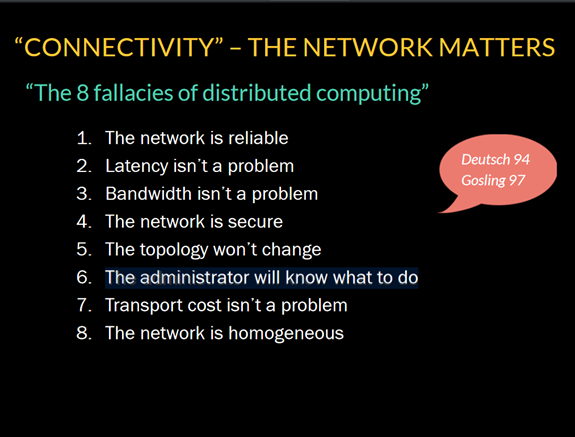 “CONNECTIVITY” – THE NETWORK MATTERS
“The 8 fallacies of distributed computing”
1. The network is reliable
2. Latency isn’t a problem
3. Bandwidth isn’t a problem
4. The network is secure
5. The topology won’t change
6. The administrator will know what to do
7. Transport cost isn’t a problem
8. The network is homogeneous
Deutsch 94
Gosling 97